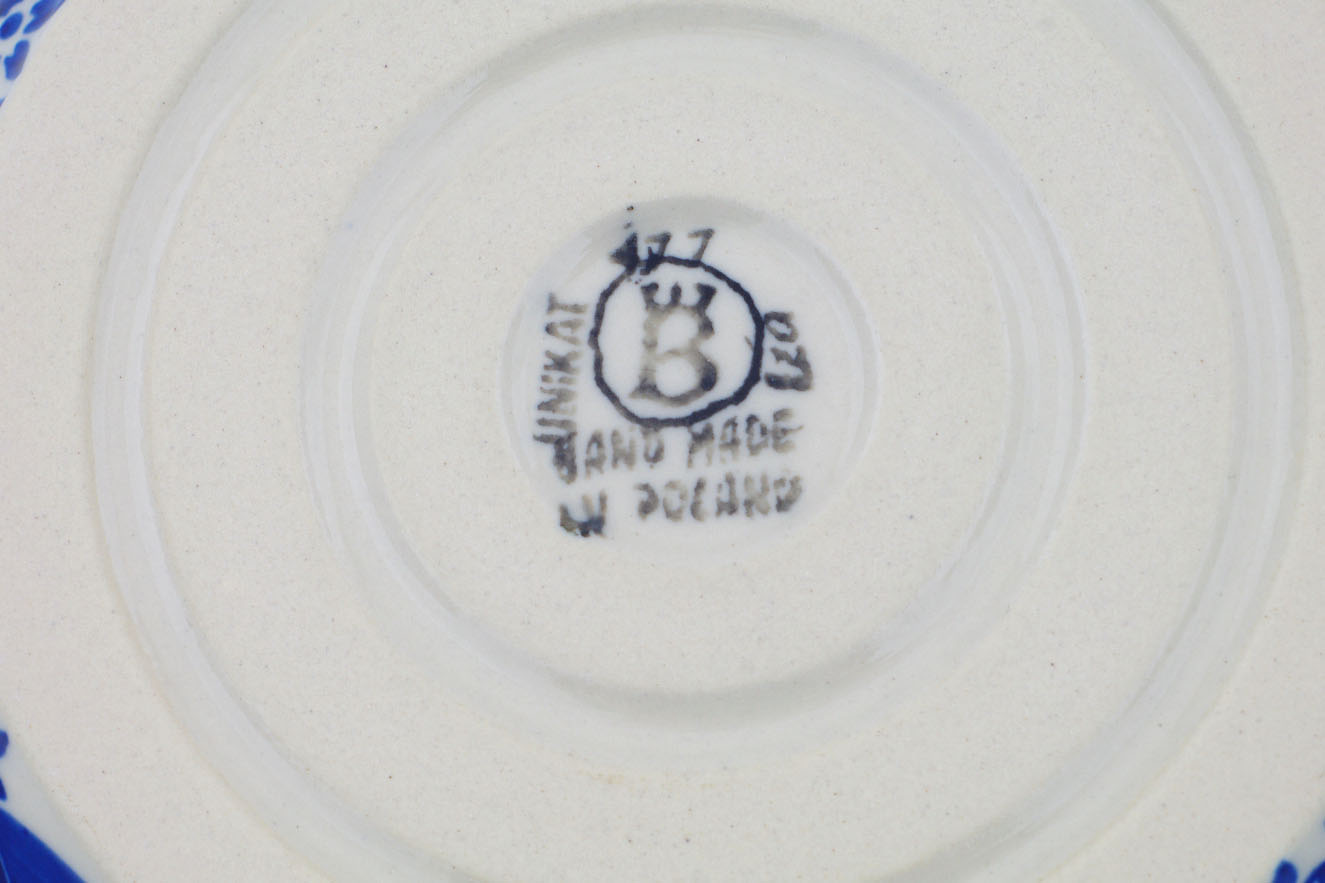 477
B
UNIKAT
HAND MADE
IN POLAND